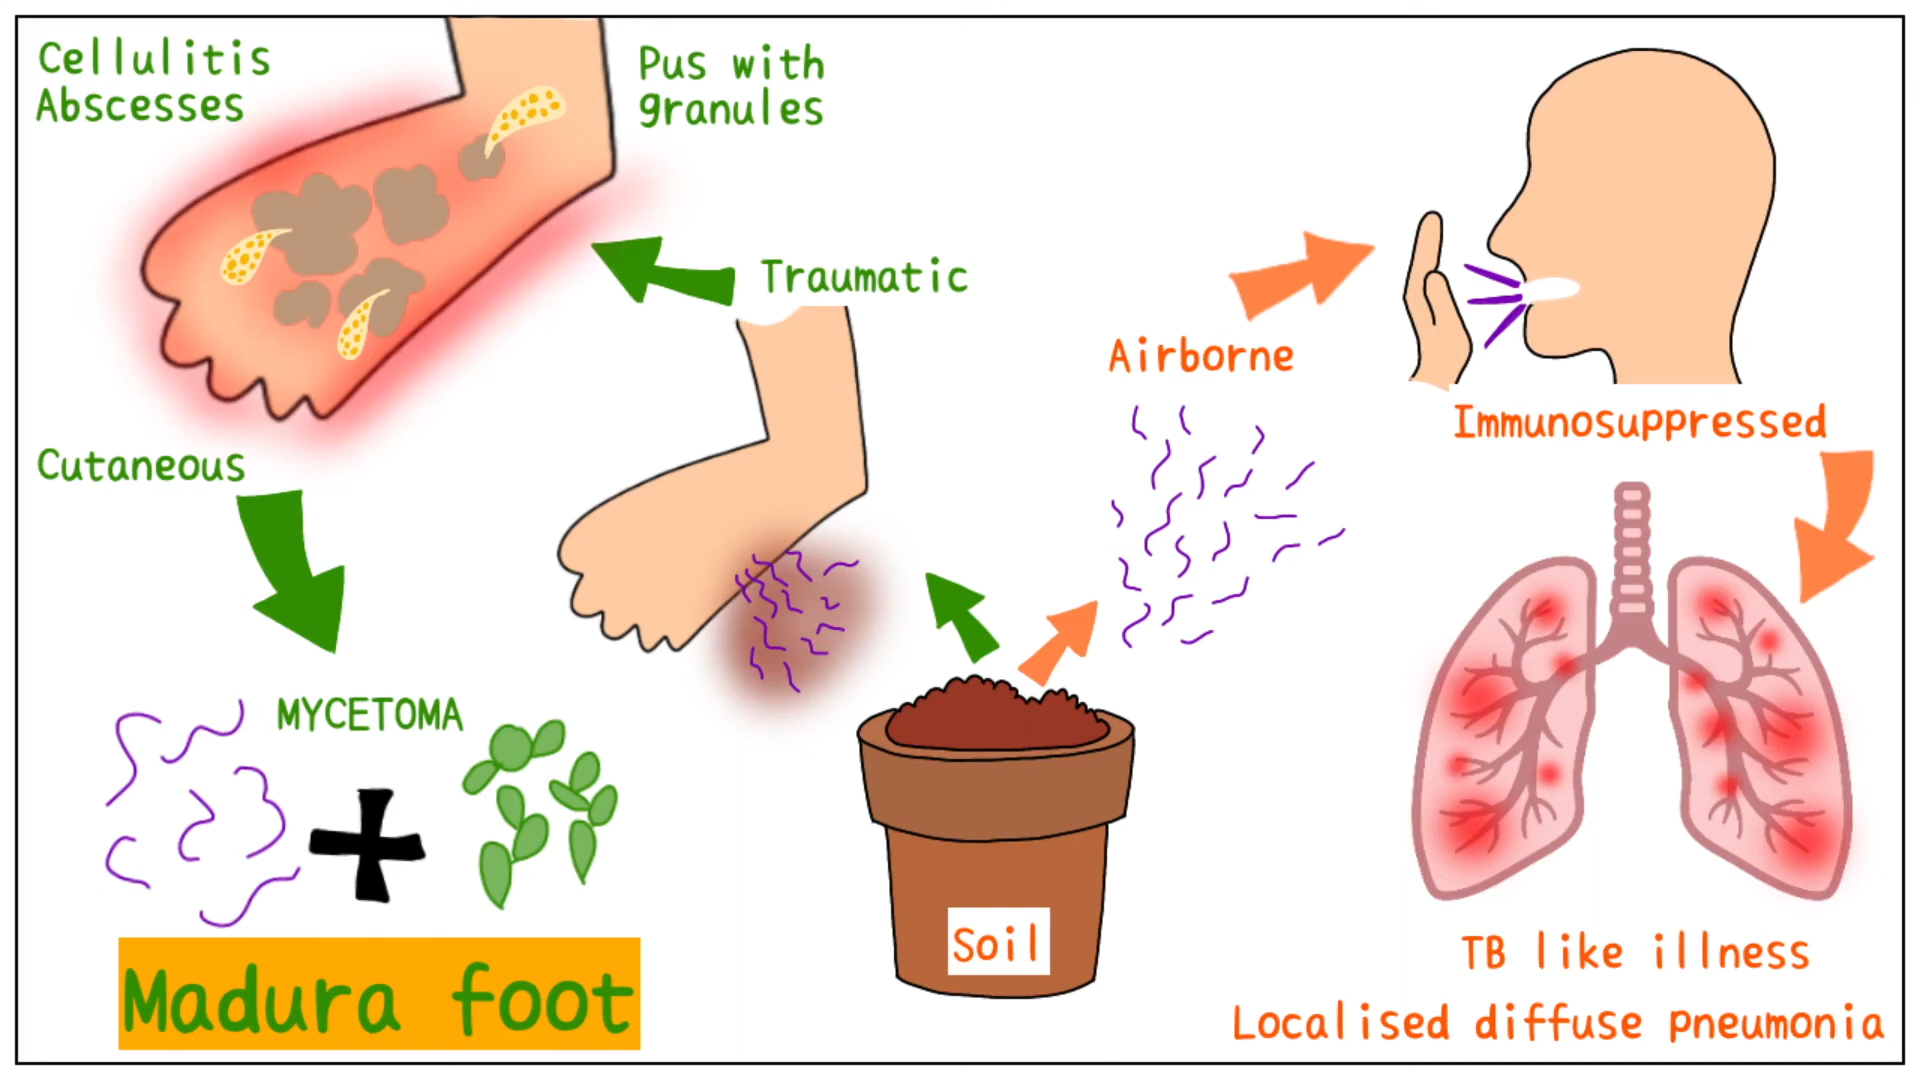 Cellulitis
Abscesses
Pus with
granules
Traumatic
Airborne
Immunosuppressed
Cutaneous
MYCETOMA
Madura foot
Soil
TB like illness
Localised diffuse pneumonia